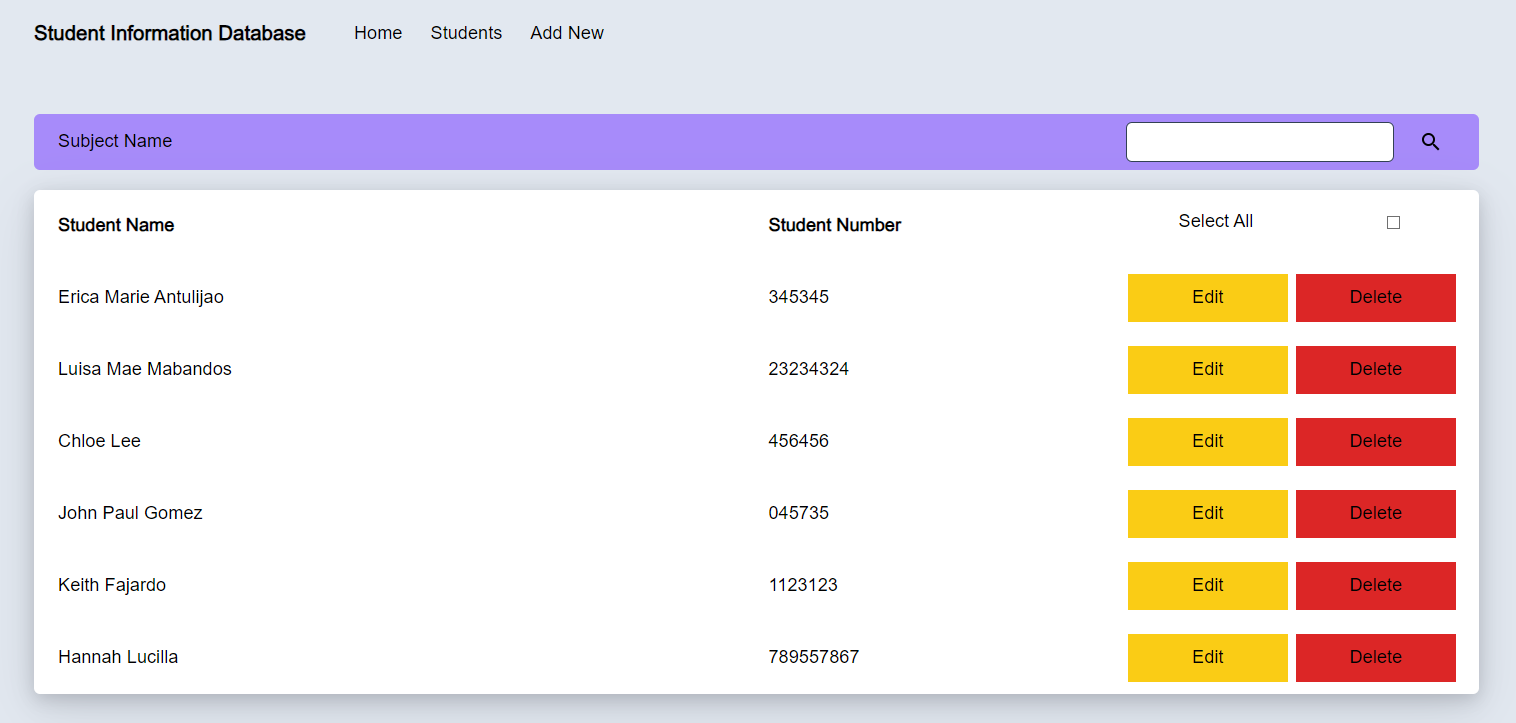 Student Information Database Home Students Add New
Subject Name
Student Name Student Number Select All
Erica Marie Antulijao 345345 Edit Delete
Luisa Mae Mabandos 23234324 Edit Delete
Chloe Lee 456456 Edit Delete
John Paul Gomez 045735 Edit Delete
Keith Fajardo 1123123 Edit Delete
Hannah Lucilla 789557867 Edit Delete